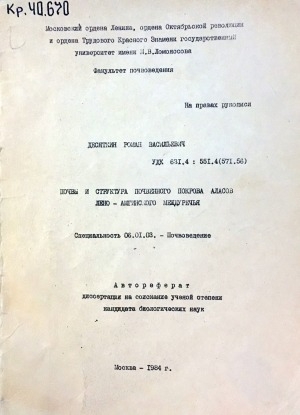 Кр.40.670
Московский ордена Ленина, ордена Октябрьской революции
и ордена Трудового Красного Знамени государственный
университет имени М.В.Ломоносова
Факультет почвоведения
На правах рукописи
ДЕСЯТКИН РОМАН ВАСИЛЬЕВИЧ
УДК 631.4 : 551.4(571.56)
ПОЧВЫ И СТРУКТУРА ПОЧВЕННОГО ПОКРОВА АЛАСОВ
ЛЕНО - АМГИНСКОГО МЕЖДУРЕЧЬЯ
Специальность 06.01.03. - Почвоведение
Автореферат
диссертация на соискание ученой степени
кандидата биологических наук
Москва - 1984 г.